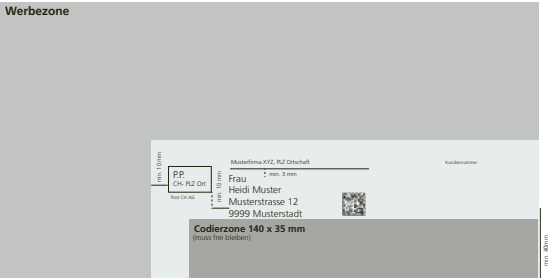 Werbezone
min. 10mm
P.P.
CH- PLZ Ort
Post CH AG
min. 10 mm
Musterfirma XYZ, PLZ Ortschaft
min. 3 mm
Frau
Heidi Muster
Musterstrasse 12
9999 Musterstadt
Kundennummer
Codierzone 140 x 35 mm
(muss frei bleiben)
min. 40mm